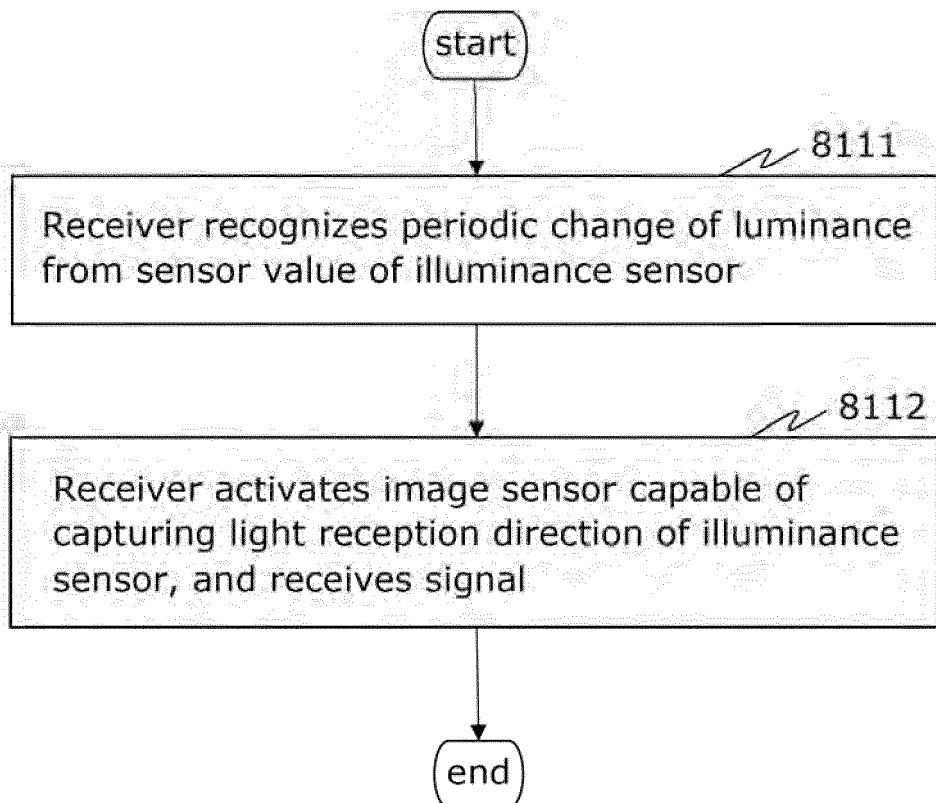 start
8111
Receiver recognizes periodic change of luminance
from sensor value of illuminance sensor
8112
Receiver activates image sensor capable of
capturing light reception direction of illuminance
sensor, and receives signal
end